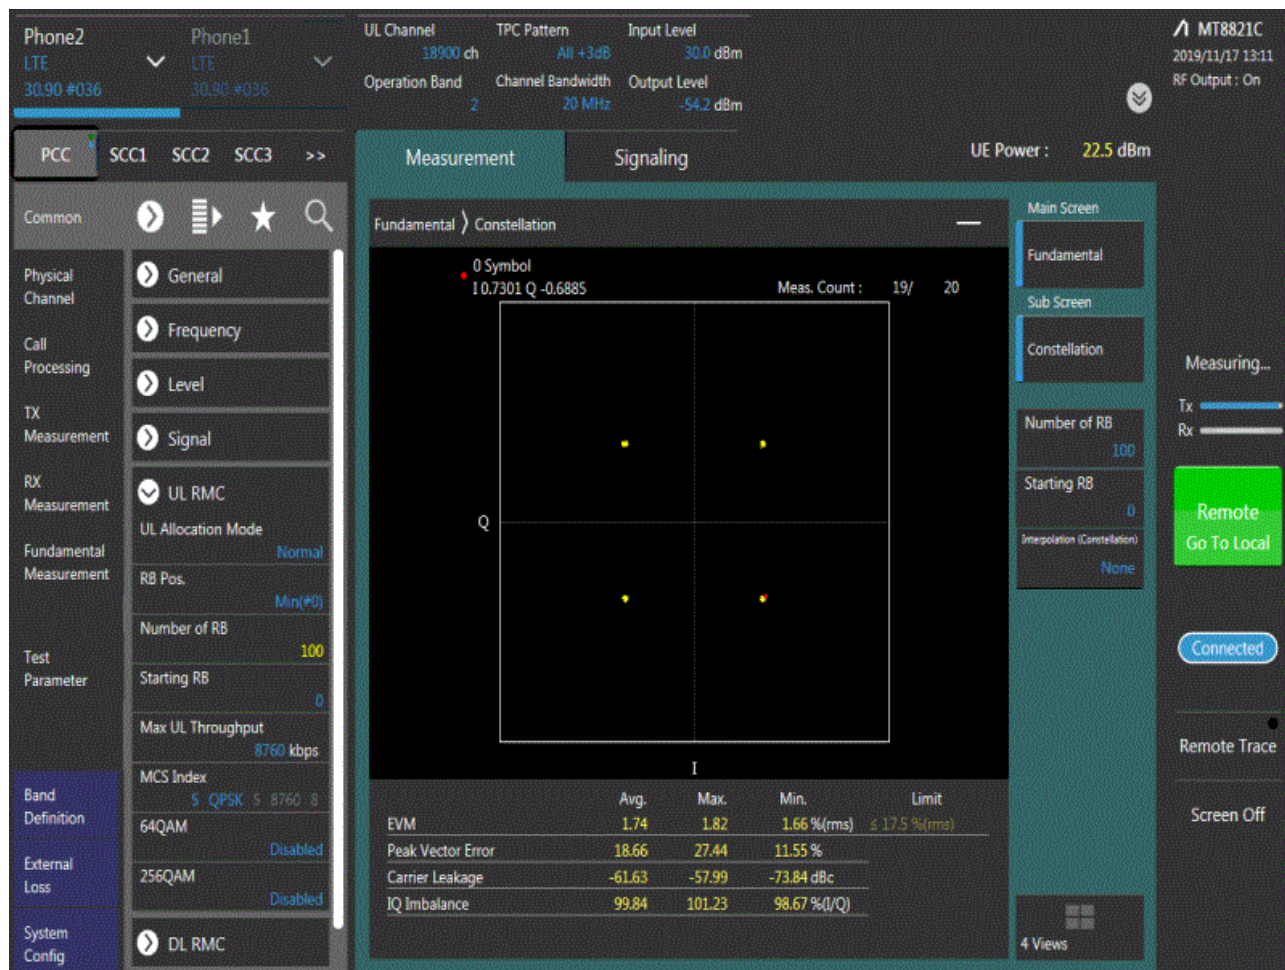 Phone2
LTE
30.90 #036
Phone1
LTE
30.90 #036
UL Channel
18900 ch
Operation Band
2
TPC Pattern
All +3dB
Channel Bandwidth
20 MHz
Input Level
30.0 dBm
Output Level
-54.2 dBm
MT8821C
2019/11/17 13:11
RF Output : On
PCC SCC1 SCC2 SCC3 >>
Measurement
Signaling
UE Power : 22.5 dBm
Common
Physical
Channel
Call
Processing
TX
Measurement
RX
Measurement
Fundamental
Measurement
Test
Parameter
Band
Definition
External
Loss
System
Config
General
Frequency
Level
Signal
UL RMC
UL Allocation Mode
Normal
RB Pos.
Min(#0)
Number of RB
100
Starting RB
0
Max UL Throughput
8760 kbps
MCS Index
5 QPSK 5 8760 8
64QAM
Disabled
256QAM
Disabled
DL RMC
Fundamental Constellation
0 Symbol
I 0.7301 Q -0.6885
Meas. Count : 19/ 20
Q
I
Avg. Max. Min. Limit
EVM 1.74 1.82 1.66 %(rms) ≤ 17.5 %(rms)
Peak Vector Error 18.66 27.44 11.55 %
Carrier Leakage -61.63 -57.99 -73.84 dBc
IQ Imbalance 99.84 101.23 98.67 %(I/Q)
Main Screen
Fundamental
Sub Screen
Constellation
Number of RB
100
Starting RB
0
Interpolation (Constellation)
None
4 Views
Measuring...
Tx
Rx
Remote
Go To Local
Connected
Remote Trace
Screen Off